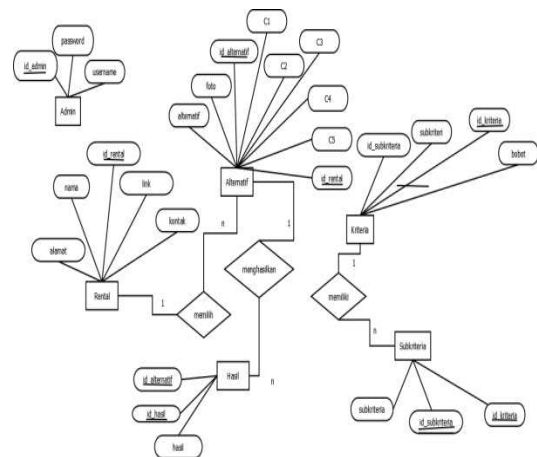 C1
password
id_alternatif
C3
id_admin
foto
C2
username
Admin
alternatif
C4
id_kriteria
subkriteri
id_subkriteria
C5
id_rental
bobot
nama
link
Alternatif
id_rental
kontak
n
1
Kriteria
alamat
menghasilkan
1
Rental
1
memilih
memiliki
n
Subkriteria
Hasil
id_alternatif
n
subkriteria
id_hasil
id_subkriteria
id_kriteria
hasil